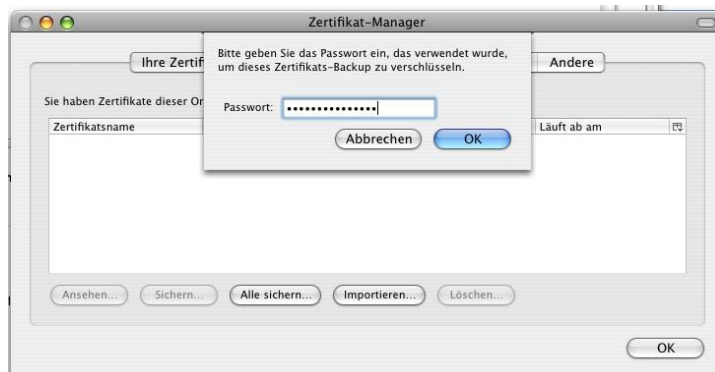 Zertifikat-Manager
Bitte geben Sie das Passwort ein, das verwendet wurde,
um dieses Zertifikats-Backup zu verschlüsseln.
Passwort: •••••••••••••••
Abbrechen
OK
Ihre Zertif
Andere
Sie haben Zertifikate dieser Or
Zertifikatsname
Läuft ab am
Ansehen...
Sichern...
Alle sichern...
Importieren...
Löschen...
OK